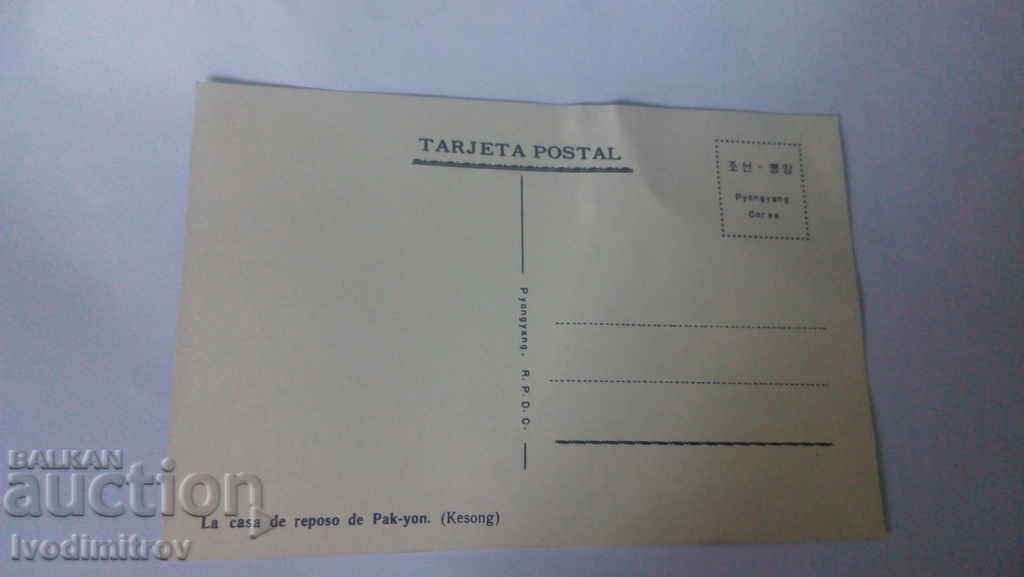 TARJETA POSTAL
조선 - 평양
Pyongyang
Corea
Pyongyang, R.P.D.C.
La casa de reposo de Pak-yon. (Kesong)
BALKAN
auction
Ivodimitrov